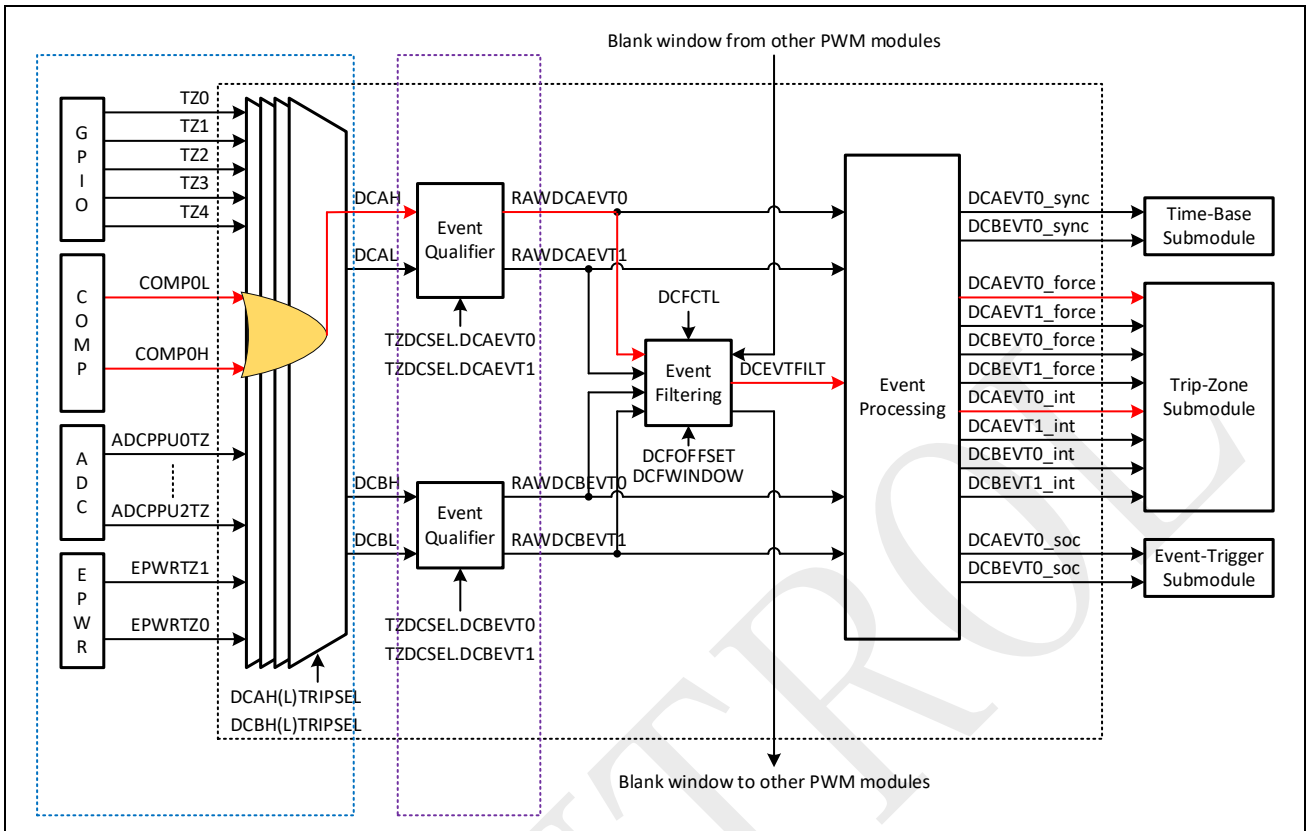 Blank window from other PWM modules
GPIO
TZ0
TZ1
TZ2
TZ3
TZ4
COMP
COMP0L
COMP0H
ADC
ADCPPU0TZ
ADCPPU2TZ
EPWR
EPWRTZ1
EPWRTZ0
DCAH(L)TRIPSEL
DCBH(L)TRIPSEL
DCAH
DCAL
DCBH
DCBL
Event
Qualifier
TZDCSEL.DCAEVT0
TZDCSEL.DCAEVT1
Event
Qualifier
TZDCSEL.DCBEVT0
TZDCSEL.DCBEVT1
RAWDCAEVT0
RAWDCAEVT1
RAWDCBEVT0
RAWDCBEVT1
DCFCTL
Event
Filtering
DCEVTFILT
DCFOFFSET
DCFWINDOW
Event
Processing
DCAEVT0_sync
DCBEVT0_sync
Time-Base
Submodule
DCAEVT0_force
DCAEVT1_force
DCBEVT0_force
DCBEVT1_force
DCAEVT0_int
DCAEVT1_int
DCBEVT0_int
DCBEVT1_int
Trip-Zone
Submodule
DCAEVT0_soc
DCBEVT0_soc
Event-Trigger
Submodule
Blank window to other PWM modules